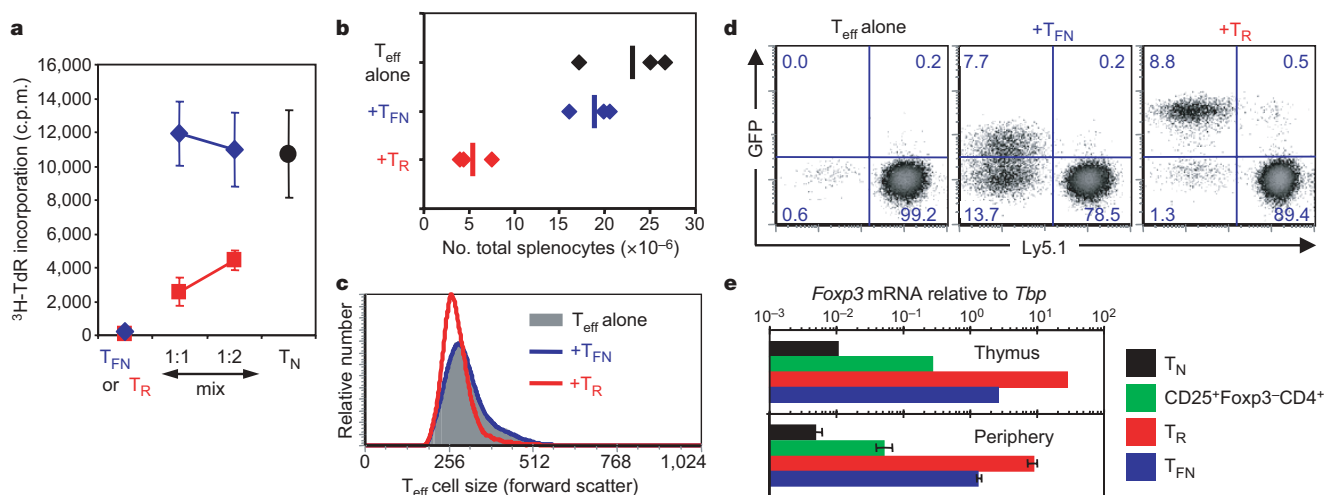 a
³H-TdR incorporation (c.p.m.)
16,000
14,000
12,000
10,000
8,000
6,000
4,000
2,000
0
T_FN
or T_R
1:1 1:2
mix
T_N
b
T_eff
alone
+T_FN
+T_R
0 5 10 15 20 25 30
No. total splenocytes (×10⁻⁶)
c
Relative number
T_eff alone
+T_FN
+T_R
0 256 512 768 1,024
T_eff cell size (forward scatter)
d
T_eff alone +T_FN +T_R
GFP
0.0 0.2
0.6 99.2
7.7 0.2
13.7 78.5
8.8 0.5
1.3 89.4
Ly5.1
e
Foxp3 mRNA relative to Tbp
10⁻³ 10⁻² 10⁻¹ 10⁰ 10¹ 10²
Thymus
Periphery
T_N
CD25⁺Foxp3⁻CD4⁺
T_R
T_FN